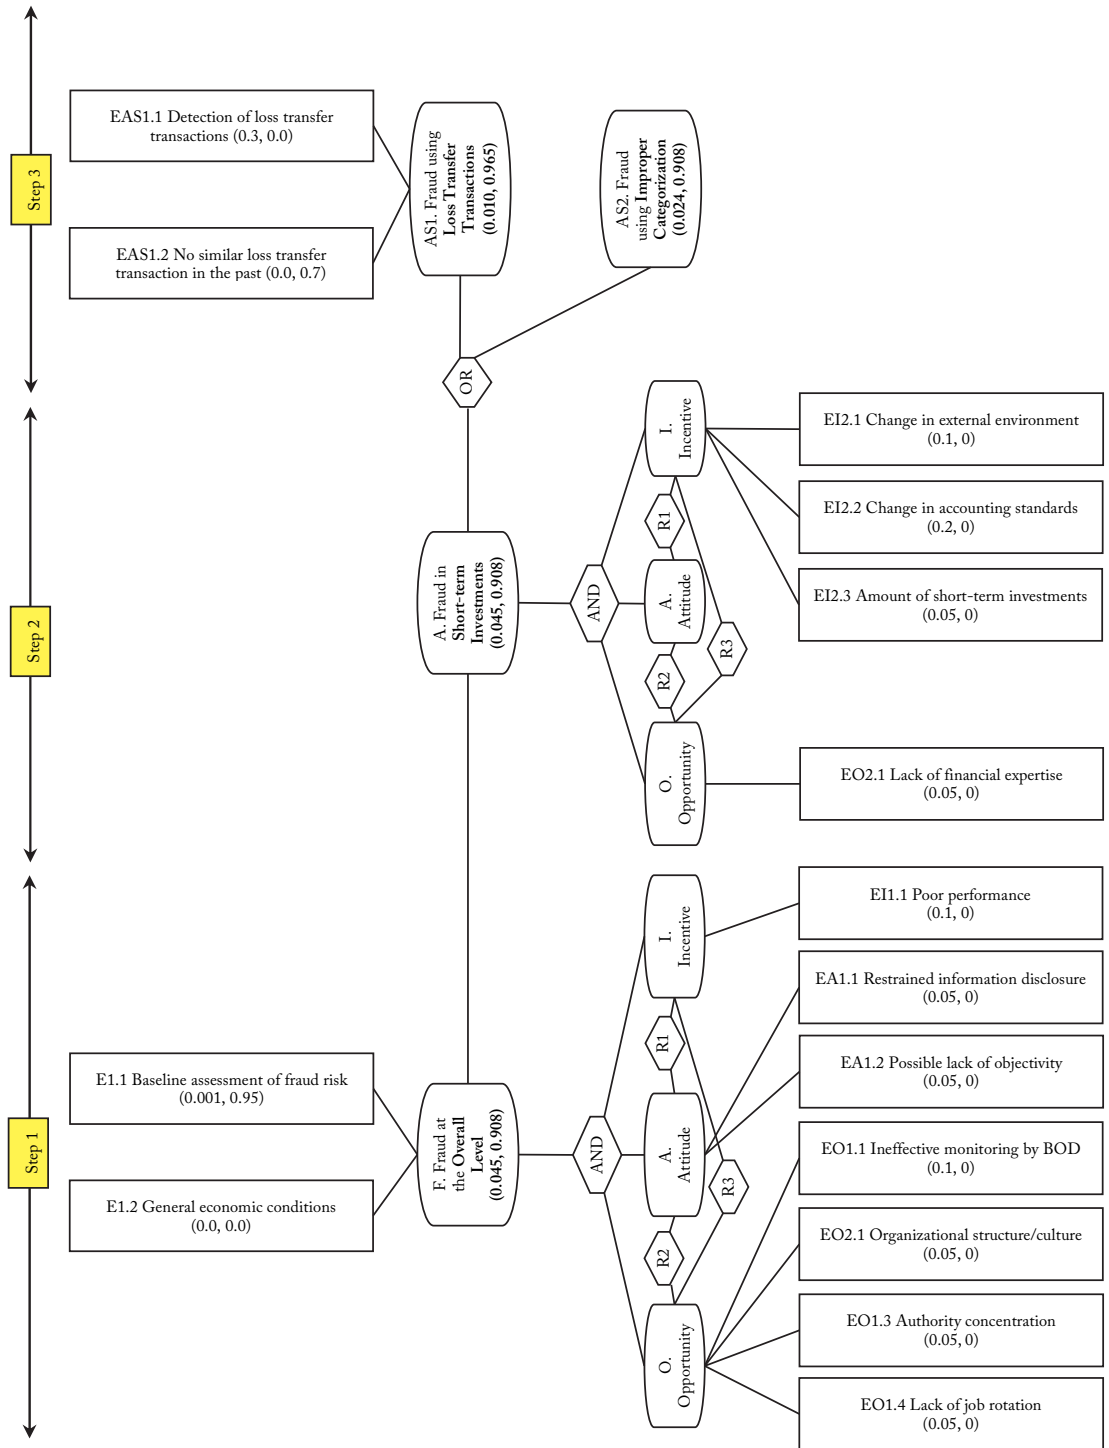 Step 3
EAS1.1 Detection of loss transfer
transactions (0.3, 0.0)
EAS1.2 No similar loss transfer
transaction in the past (0.0, 0.7)
AS1. Fraud using
Loss Transfer
Transactions
(0.010, 0.965)
AS2. Fraud
using Improper
Categorization
(0.024, 0.908)
OR
Step 2
A. Fraud in
Short-term
Investments
(0.045, 0.908)
AND
I.
Incentive
R1
A.
Attitude
R2
R3
O.
Opportunity
EI2.1 Change in external environment
(0.1, 0)
EI2.2 Change in accounting standards
(0.2, 0)
EI2.3 Amount of short-term investments
(0.05, 0)
EO2.1 Lack of financial expertise
(0.05, 0)
Step 1
E1.1 Baseline assessment of fraud risk
(0.001, 0.95)
E1.2 General economic conditions
(0.0, 0.0)
F. Fraud at
the Overall
Level
(0.045, 0.908)
AND
I.
Incentive
R1
A.
Attitude
R2
R3
O.
Opportunity
EI1.1 Poor performance
(0.1, 0)
EA1.1 Restrained information disclosure
(0.05, 0)
EA1.2 Possible lack of objectivity
(0.05, 0)
EO1.1 Ineffective monitoring by BOD
(0.1, 0)
EO2.1 Organizational structure/culture
(0.05, 0)
EO1.3 Authority concentration
(0.05, 0)
EO1.4 Lack of job rotation
(0.05, 0)